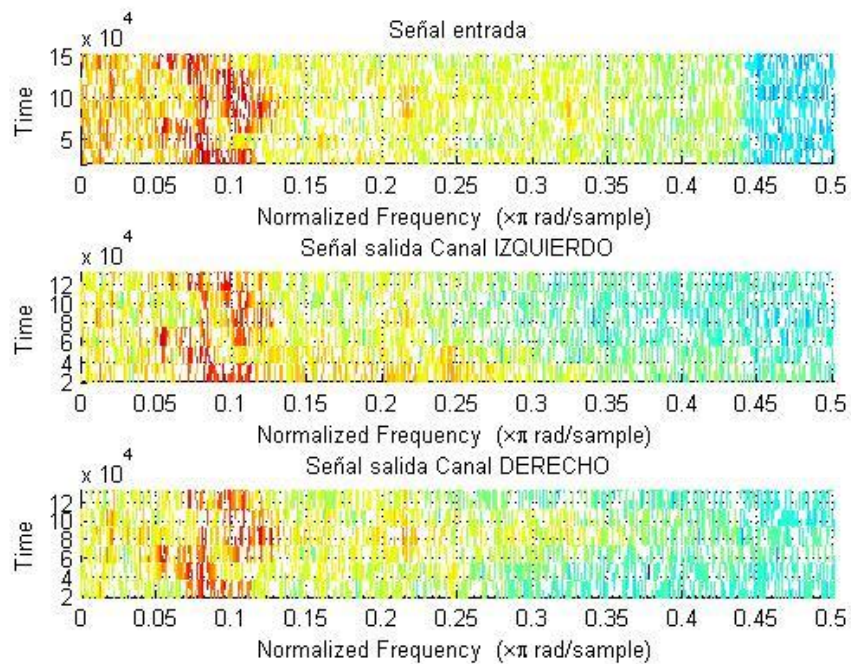 Señal entrada
x 10 4
15
10
5
Time
0 0.05 0.1 0.15 0.2 0.25 0.3 0.35 0.4 0.45 0.5
Normalized Frequency (×π rad/sample)
Señal salida Canal IZQUIERDO
x 10 4
12
10
8
6
4
2
Time
0 0.05 0.1 0.15 0.2 0.25 0.3 0.35 0.4 0.45 0.5
Normalized Frequency (×π rad/sample)
Señal salida Canal DERECHO
x 10 4
12
10
8
6
4
2
Time
0 0.05 0.1 0.15 0.2 0.25 0.3 0.35 0.4 0.45 0.5
Normalized Frequency (×π rad/sample)